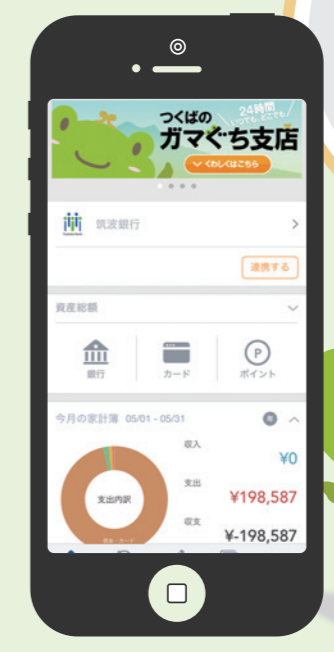 つくばの
24時間
いつでも、どこでも
ガマぐち支店
くわしくは255
筑波銀行
連携する
資産総額
銀行
カード
P
ポイント
今月の家計簿 05/01 - 05/31
収入
¥0
支出
¥198,587
支出内訳
収支
¥-198,587